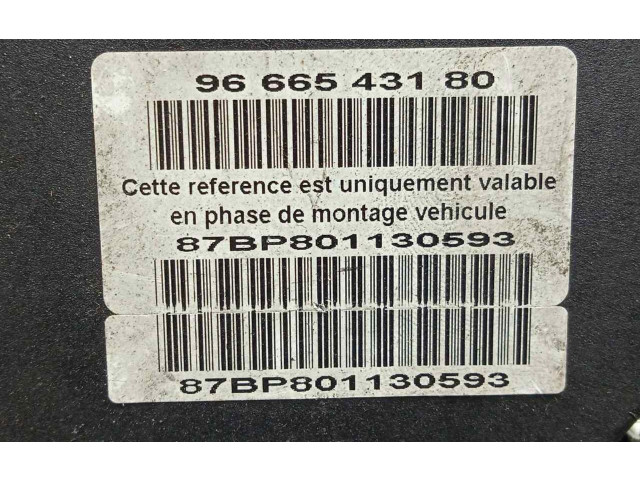 96 665 431 80
Cette reference est uniquement valable
en phase de montage vehicule
87BP801130593
87BP801130593